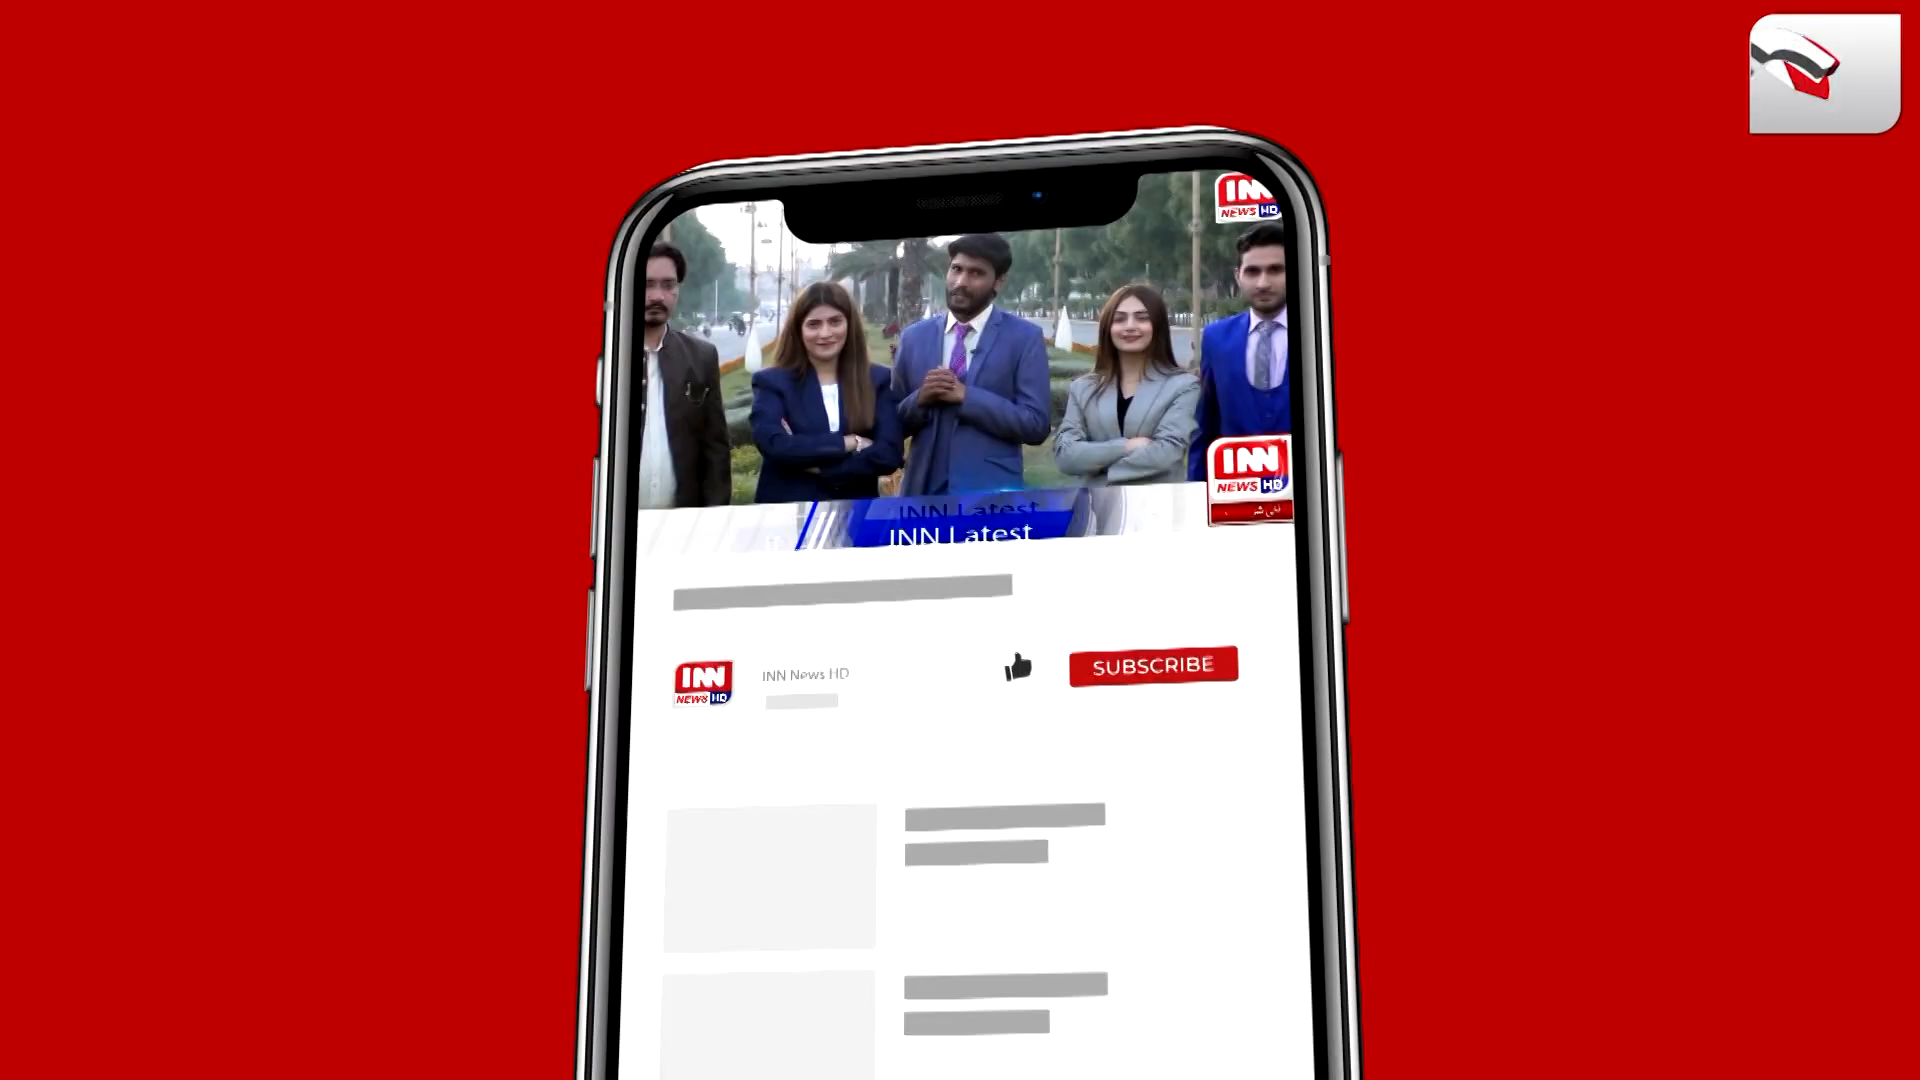 INN
NEWS HD
INN
NEWS HD
INN Latest
INN Latest
INN
NEWS HD
INN News HD
SUBSCRIBE